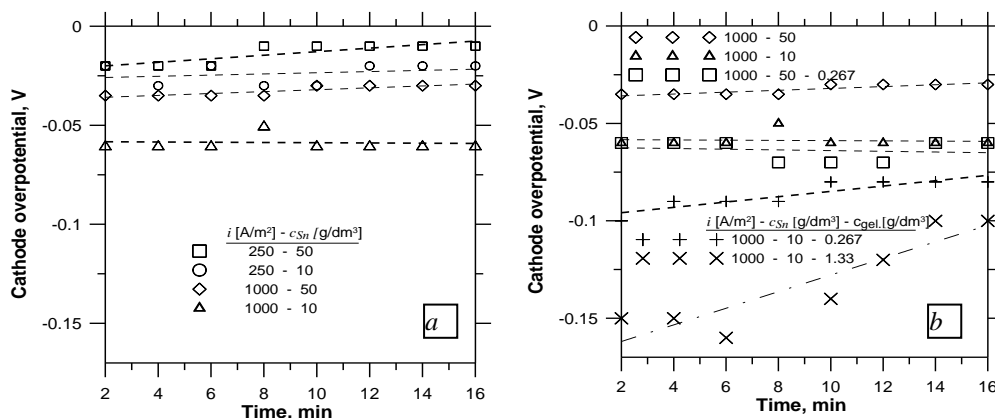 0
-0.05
-0.1
-0.15
Cathode overpotential, V
i [A/m²] - cSn [g/dm³]
250 - 50
250 - 10
1000 - 50
1000 - 10
a
2 4 6 8 10 12 14 16
Time, min
0
-0.05
-0.1
-0.15
Cathode overpotential, V
1000 - 50
1000 - 10
1000 - 50 - 0.267
i [A/m²] - cSn [g/dm³] - cgel.[g/dm³]
1000 - 10 - 0.267
1000 - 10 - 1.33
b
2 4 6 8 10 12 14 16
Time, min